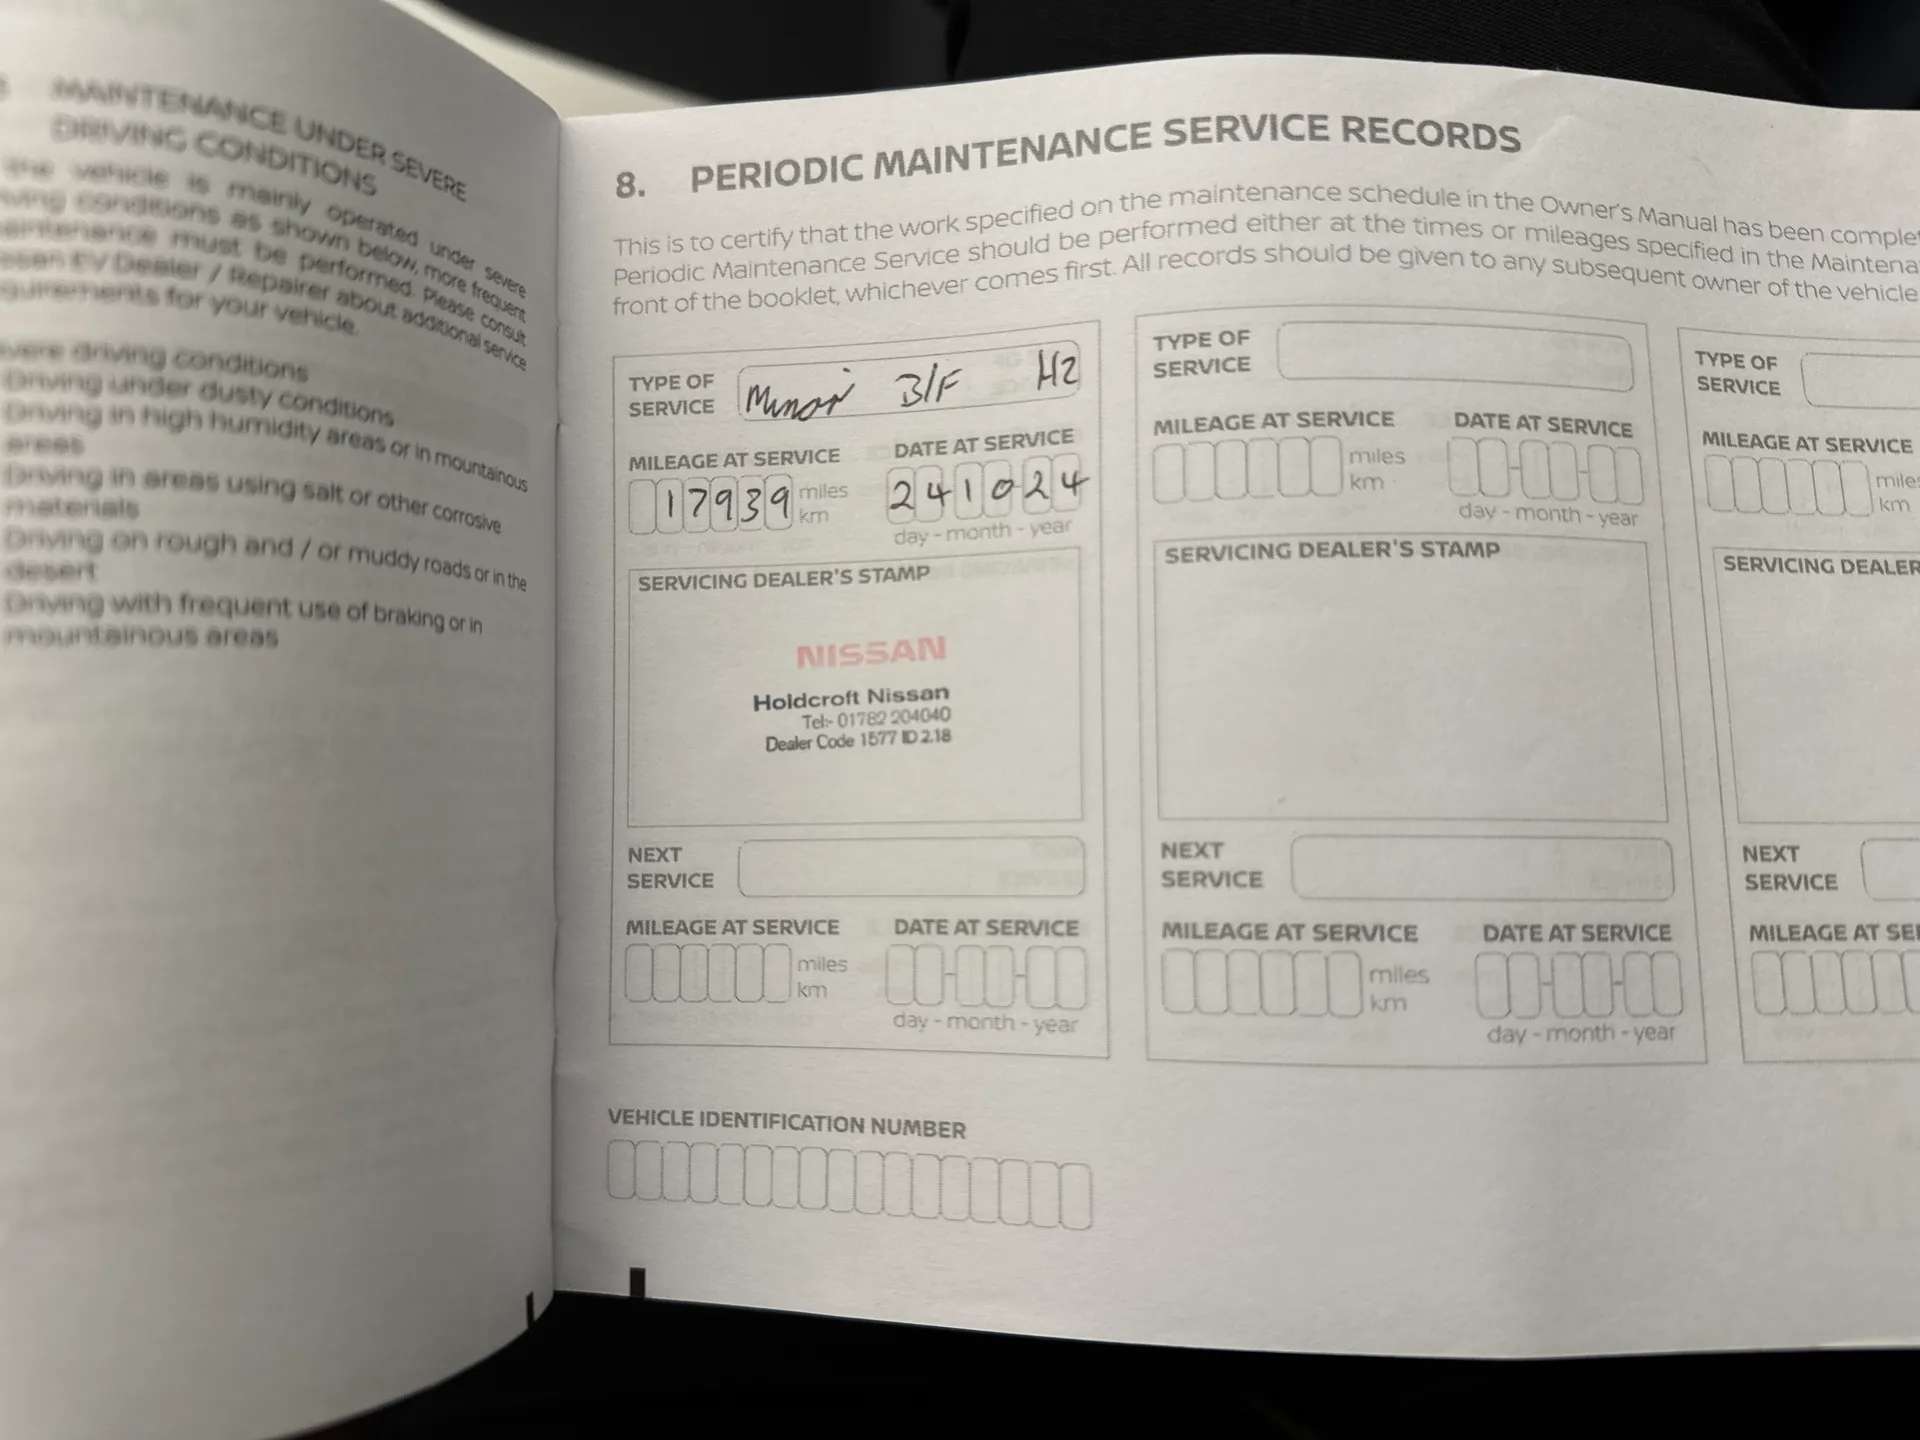 MAINTENANCE UNDER SEVERE
DRIVING CONDITIONS
vehicle is mainly operated under severe
conditions as shown below, more frequent
must be performed. Please consult
EV Dealer / Repairer about additional service
for your vehicle.
driving conditions
Driving under dusty conditions
Driving in high humidity areas or in mountainous
areas
Driving in areas using salt or other corrosive
materials
Driving on rough and / or muddy roads or in the
desert
Driving with frequent use of braking or in
mountainous areas
8. PERIODIC MAINTENANCE SERVICE RECORDS
This is to certify that the work specified on the maintenance schedule in the Owner's Manual has been complet
Periodic Maintenance Service should be performed either at the times or mileages specified in the Maintena
front of the booklet, whichever comes first. All records should be given to any subsequent owner of the vehicle
TYPE OF
SERVICE
Minor B/F H2
MILEAGE AT SERVICE
17939 miles
km
DATE AT SERVICE
241024
day - month - year
SERVICING DEALER'S STAMP
NISSAN
Holdcroft Nissan
Tel:- 01782 204040
Dealer Code 1577 ID 2.18
NEXT
SERVICE
MILEAGE AT SERVICE
miles
km
DATE AT SERVICE
day - month - year
TYPE OF
SERVICE
MILEAGE AT SERVICE
miles
km
DATE AT SERVICE
day - month - year
SERVICING DEALER'S STAMP
NEXT
SERVICE
MILEAGE AT SERVICE
miles
km
DATE AT SERVICE
day - month - year
TYPE OF
SERVICE
MILEAGE AT SERVICE
miles
km
SERVICING DEALER
NEXT
SERVICE
MILEAGE AT SE
VEHICLE IDENTIFICATION NUMBER